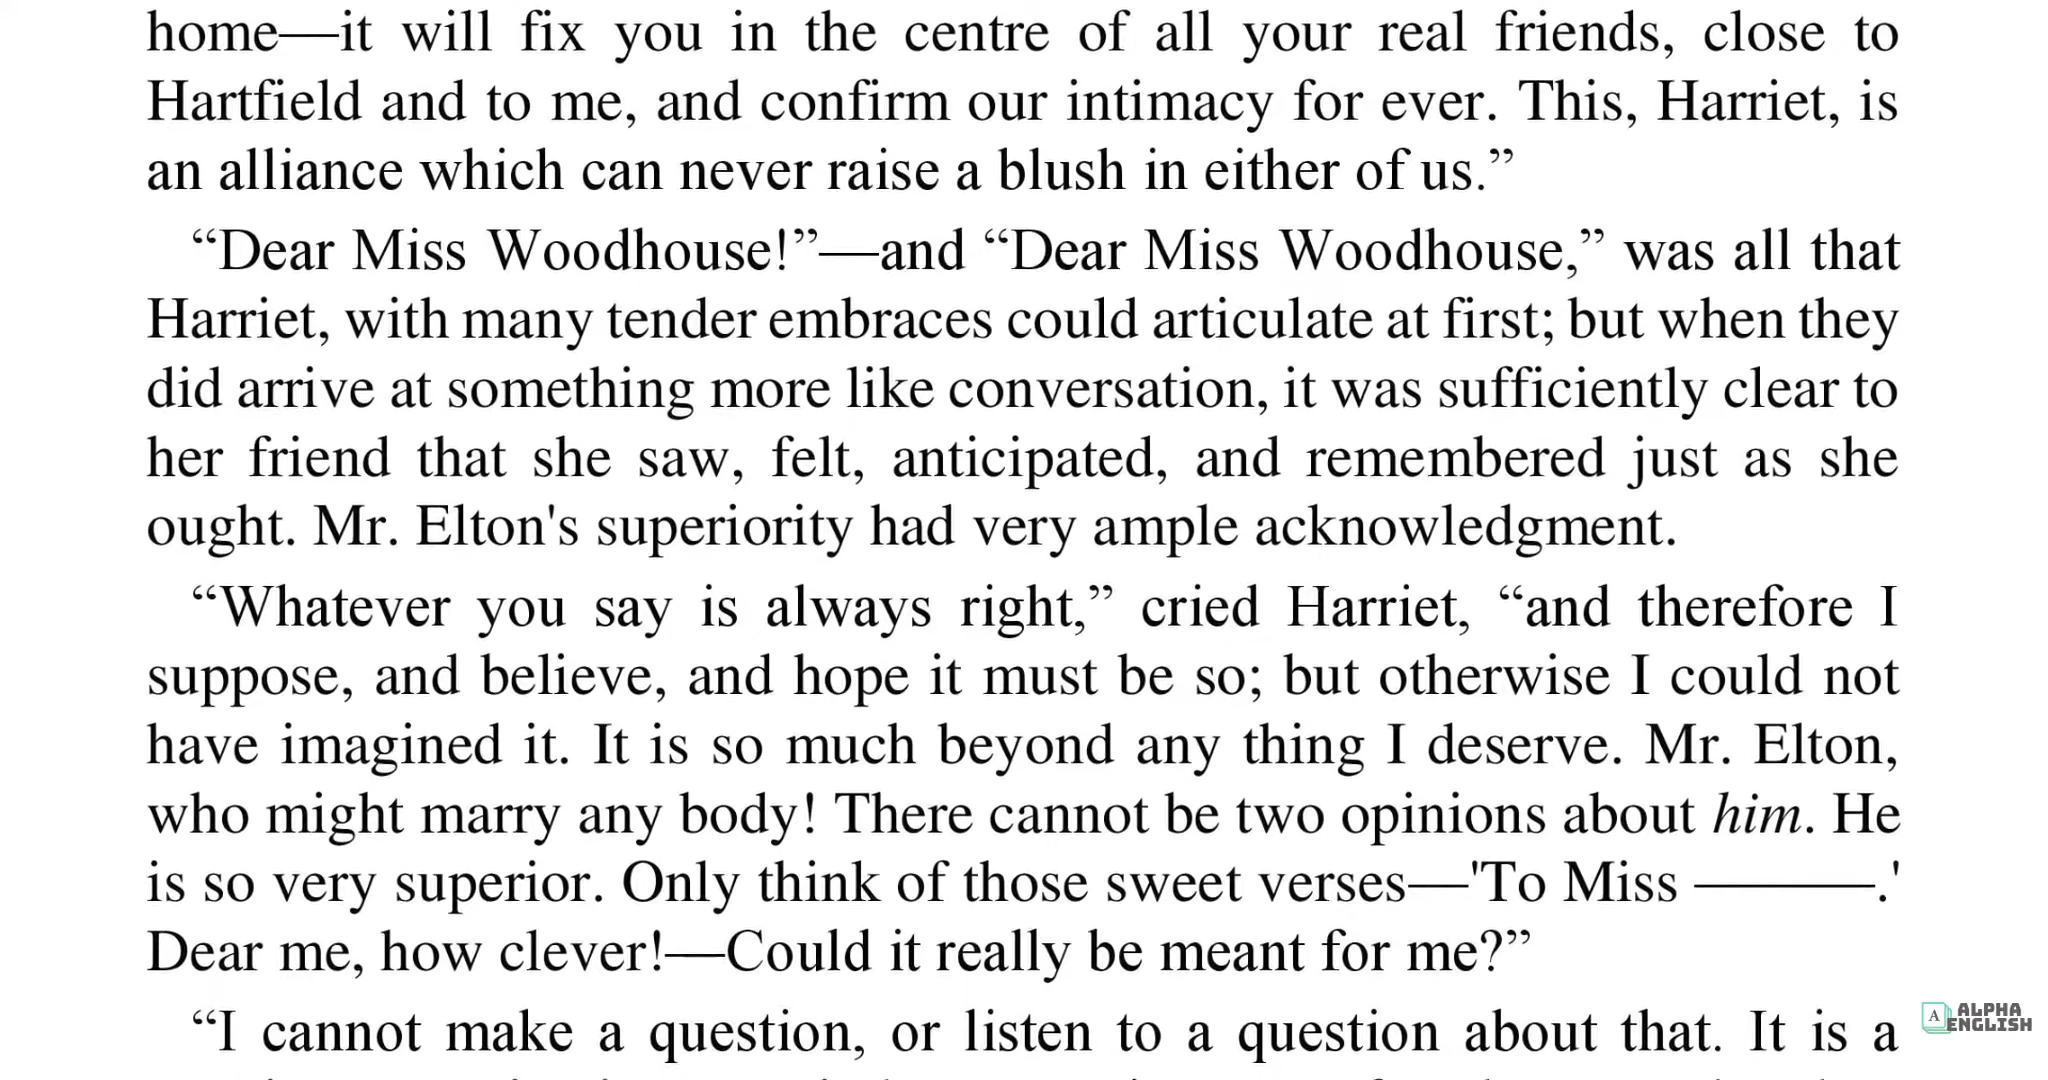 home—it will fix you in the centre of all your real friends, close to
Hartfield and to me, and confirm our intimacy for ever. This, Harriet, is
an alliance which can never raise a blush in either of us.”
“Dear Miss Woodhouse!”—and “Dear Miss Woodhouse,” was all that
Harriet, with many tender embraces could articulate at first; but when they
did arrive at something more like conversation, it was sufficiently clear to
her friend that she saw, felt, anticipated, and remembered just as she
ought. Mr. Elton's superiority had very ample acknowledgment.
“Whatever you say is always right,” cried Harriet, “and therefore I
suppose, and believe, and hope it must be so; but otherwise I could not
have imagined it. It is so much beyond any thing I deserve. Mr. Elton,
who might marry any body! There cannot be two opinions about him. He
is so very superior. Only think of those sweet verses—'To Miss ———.'
Dear me, how clever!—Could it really be meant for me?”
“I cannot make a question, or listen to a question about that. It is a
A ALPHA
ENGLISH